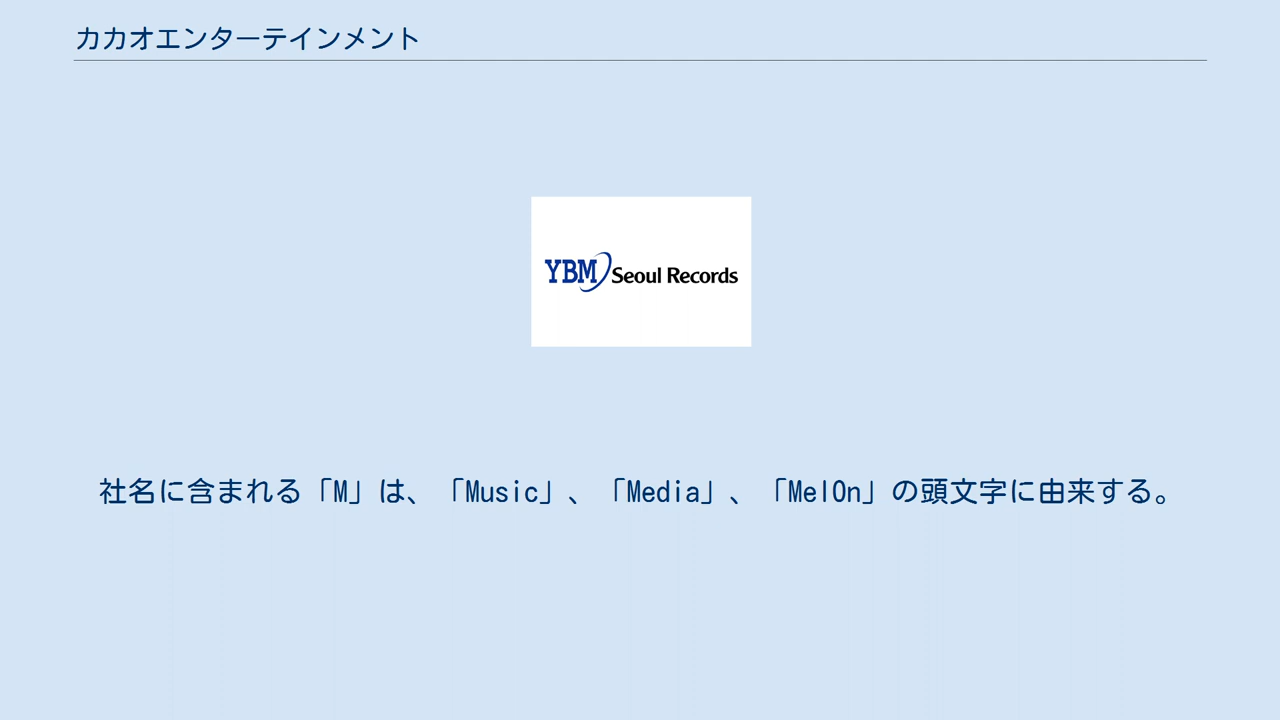 カカオエンターテインメント
YBM Seoul Records
社名に含まれる「M」は、「Music」、「Media」、「MelOn」の頭文字に由来する。